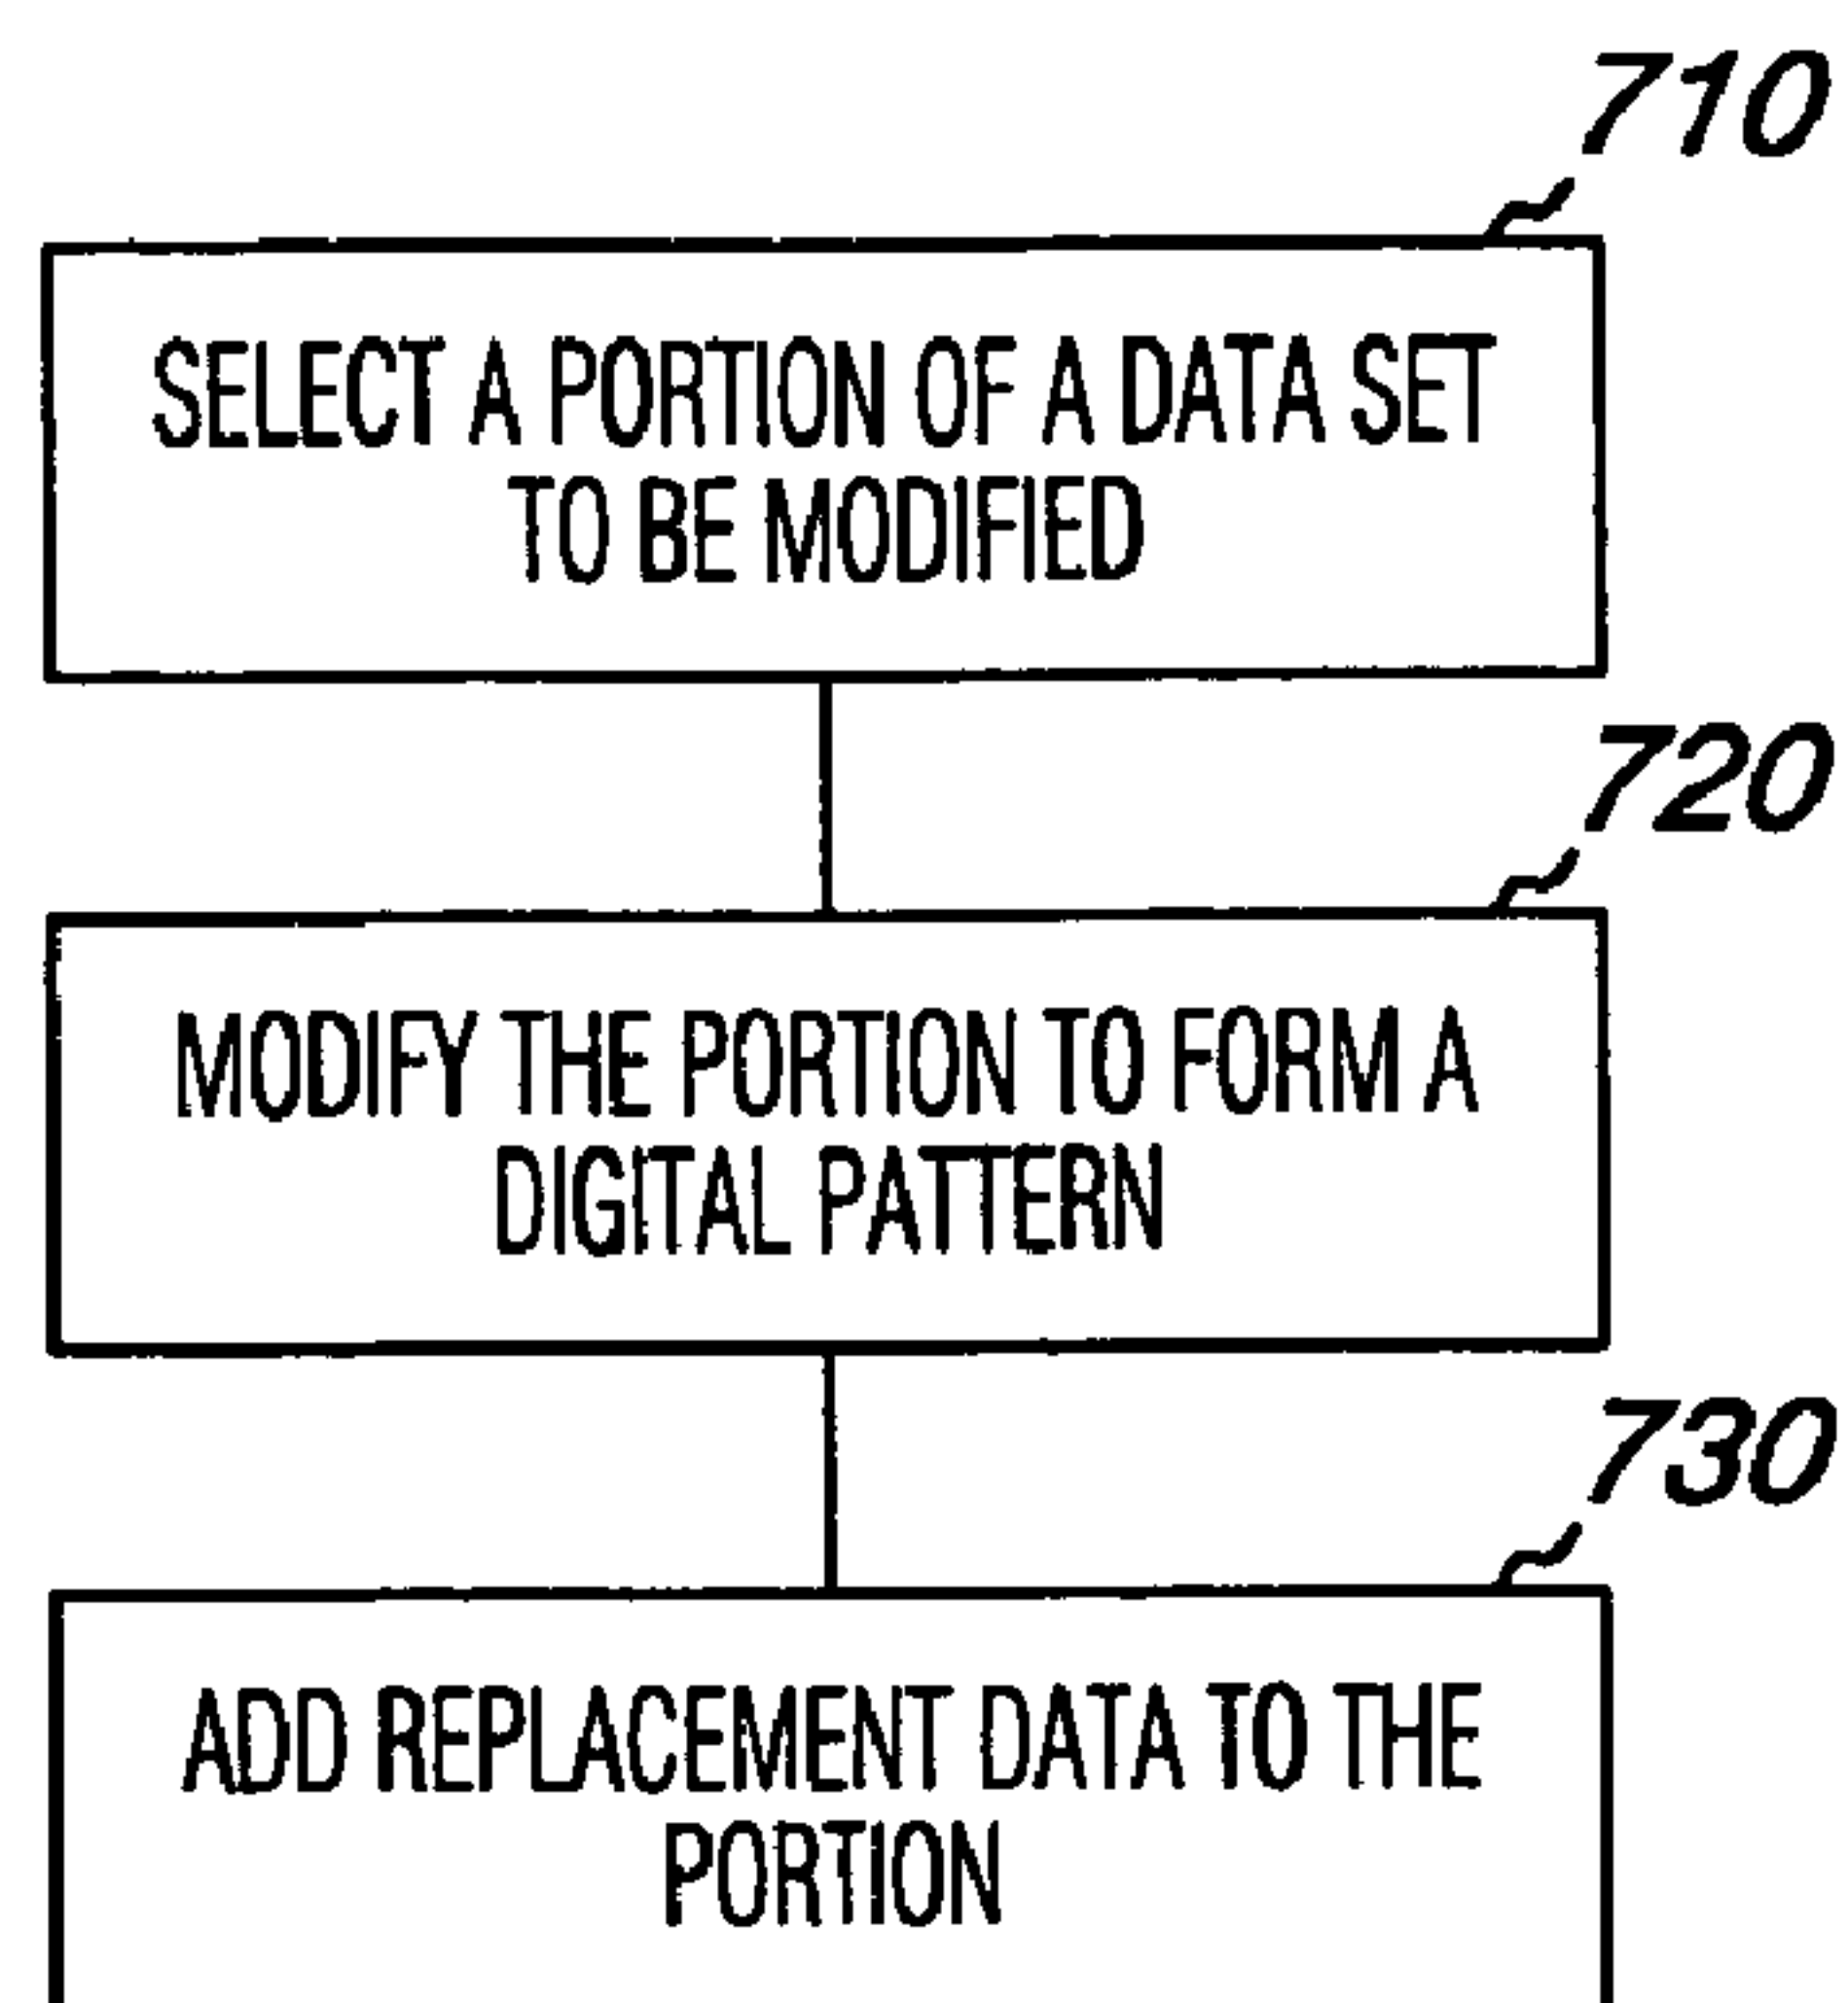 710
SELECT A PORTION OF A DATA SET
TO BE MODIFIED
720
MODIFY THE PORTION TO FORM A
DIGITAL PATTERN
730
ADD REPLACEMENT DATA TO THE
PORTION